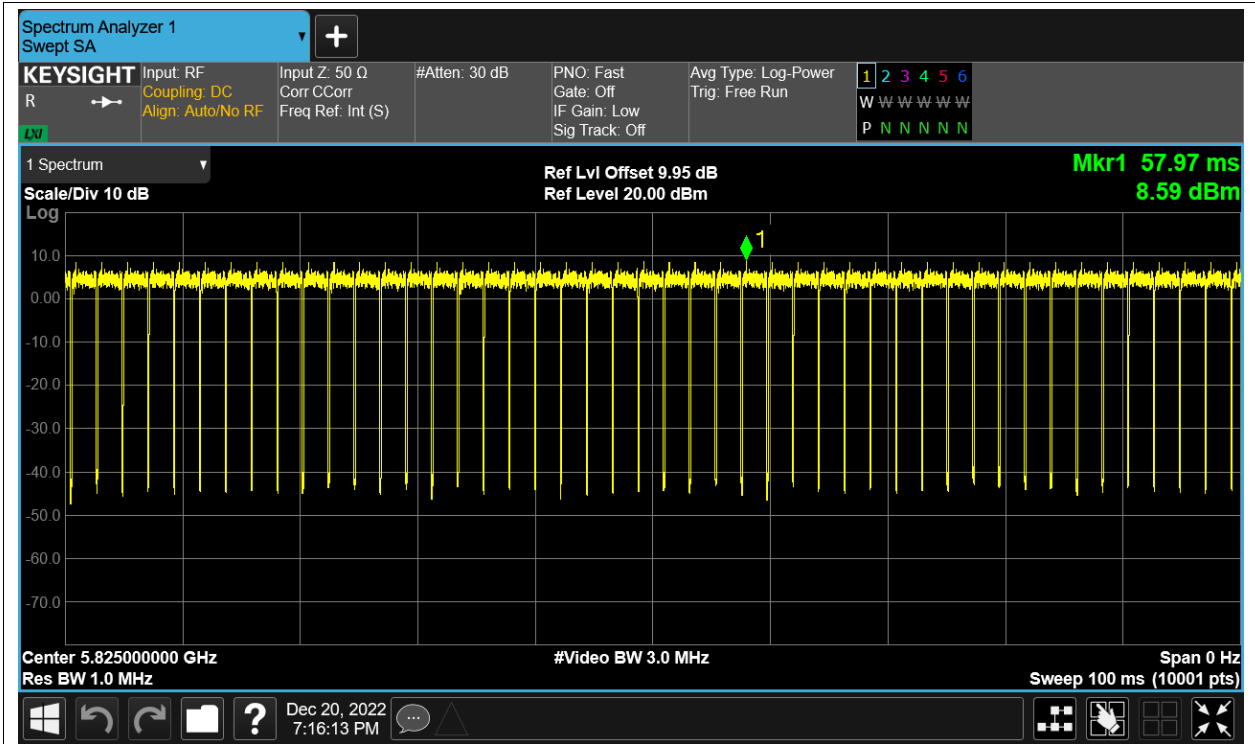 Spectrum Analyzer 1
Swept SA
KEYSIGHT
R
LXI
Input: RF
Coupling: DC
Align: Auto/No RF
Input Z: 50 Ω
Corr CCorr
Freq Ref: Int (S)
#Atten: 30 dB
PNO: Fast
Gate: Off
IF Gain: Low
Sig Track: Off
Avg Type: Log-Power
Trig: Free Run
1 2 3 4 5 6
W W W W W W
P N N N N N
1 Spectrum
Scale/Div 10 dB
Log
Ref Lvl Offset 9.95 dB
Ref Level 20.00 dBm
Mkr1 57.97 ms
8.59 dBm
1
10.0
0.00
-10.0
-20.0
-30.0
-40.0
-50.0
-60.0
-70.0
Center 5.825000000 GHz
Res BW 1.0 MHz
#Video BW 3.0 MHz
Span 0 Hz
Sweep 100 ms (10001 pts)
?
Dec 20, 2022
7:16:13 PM